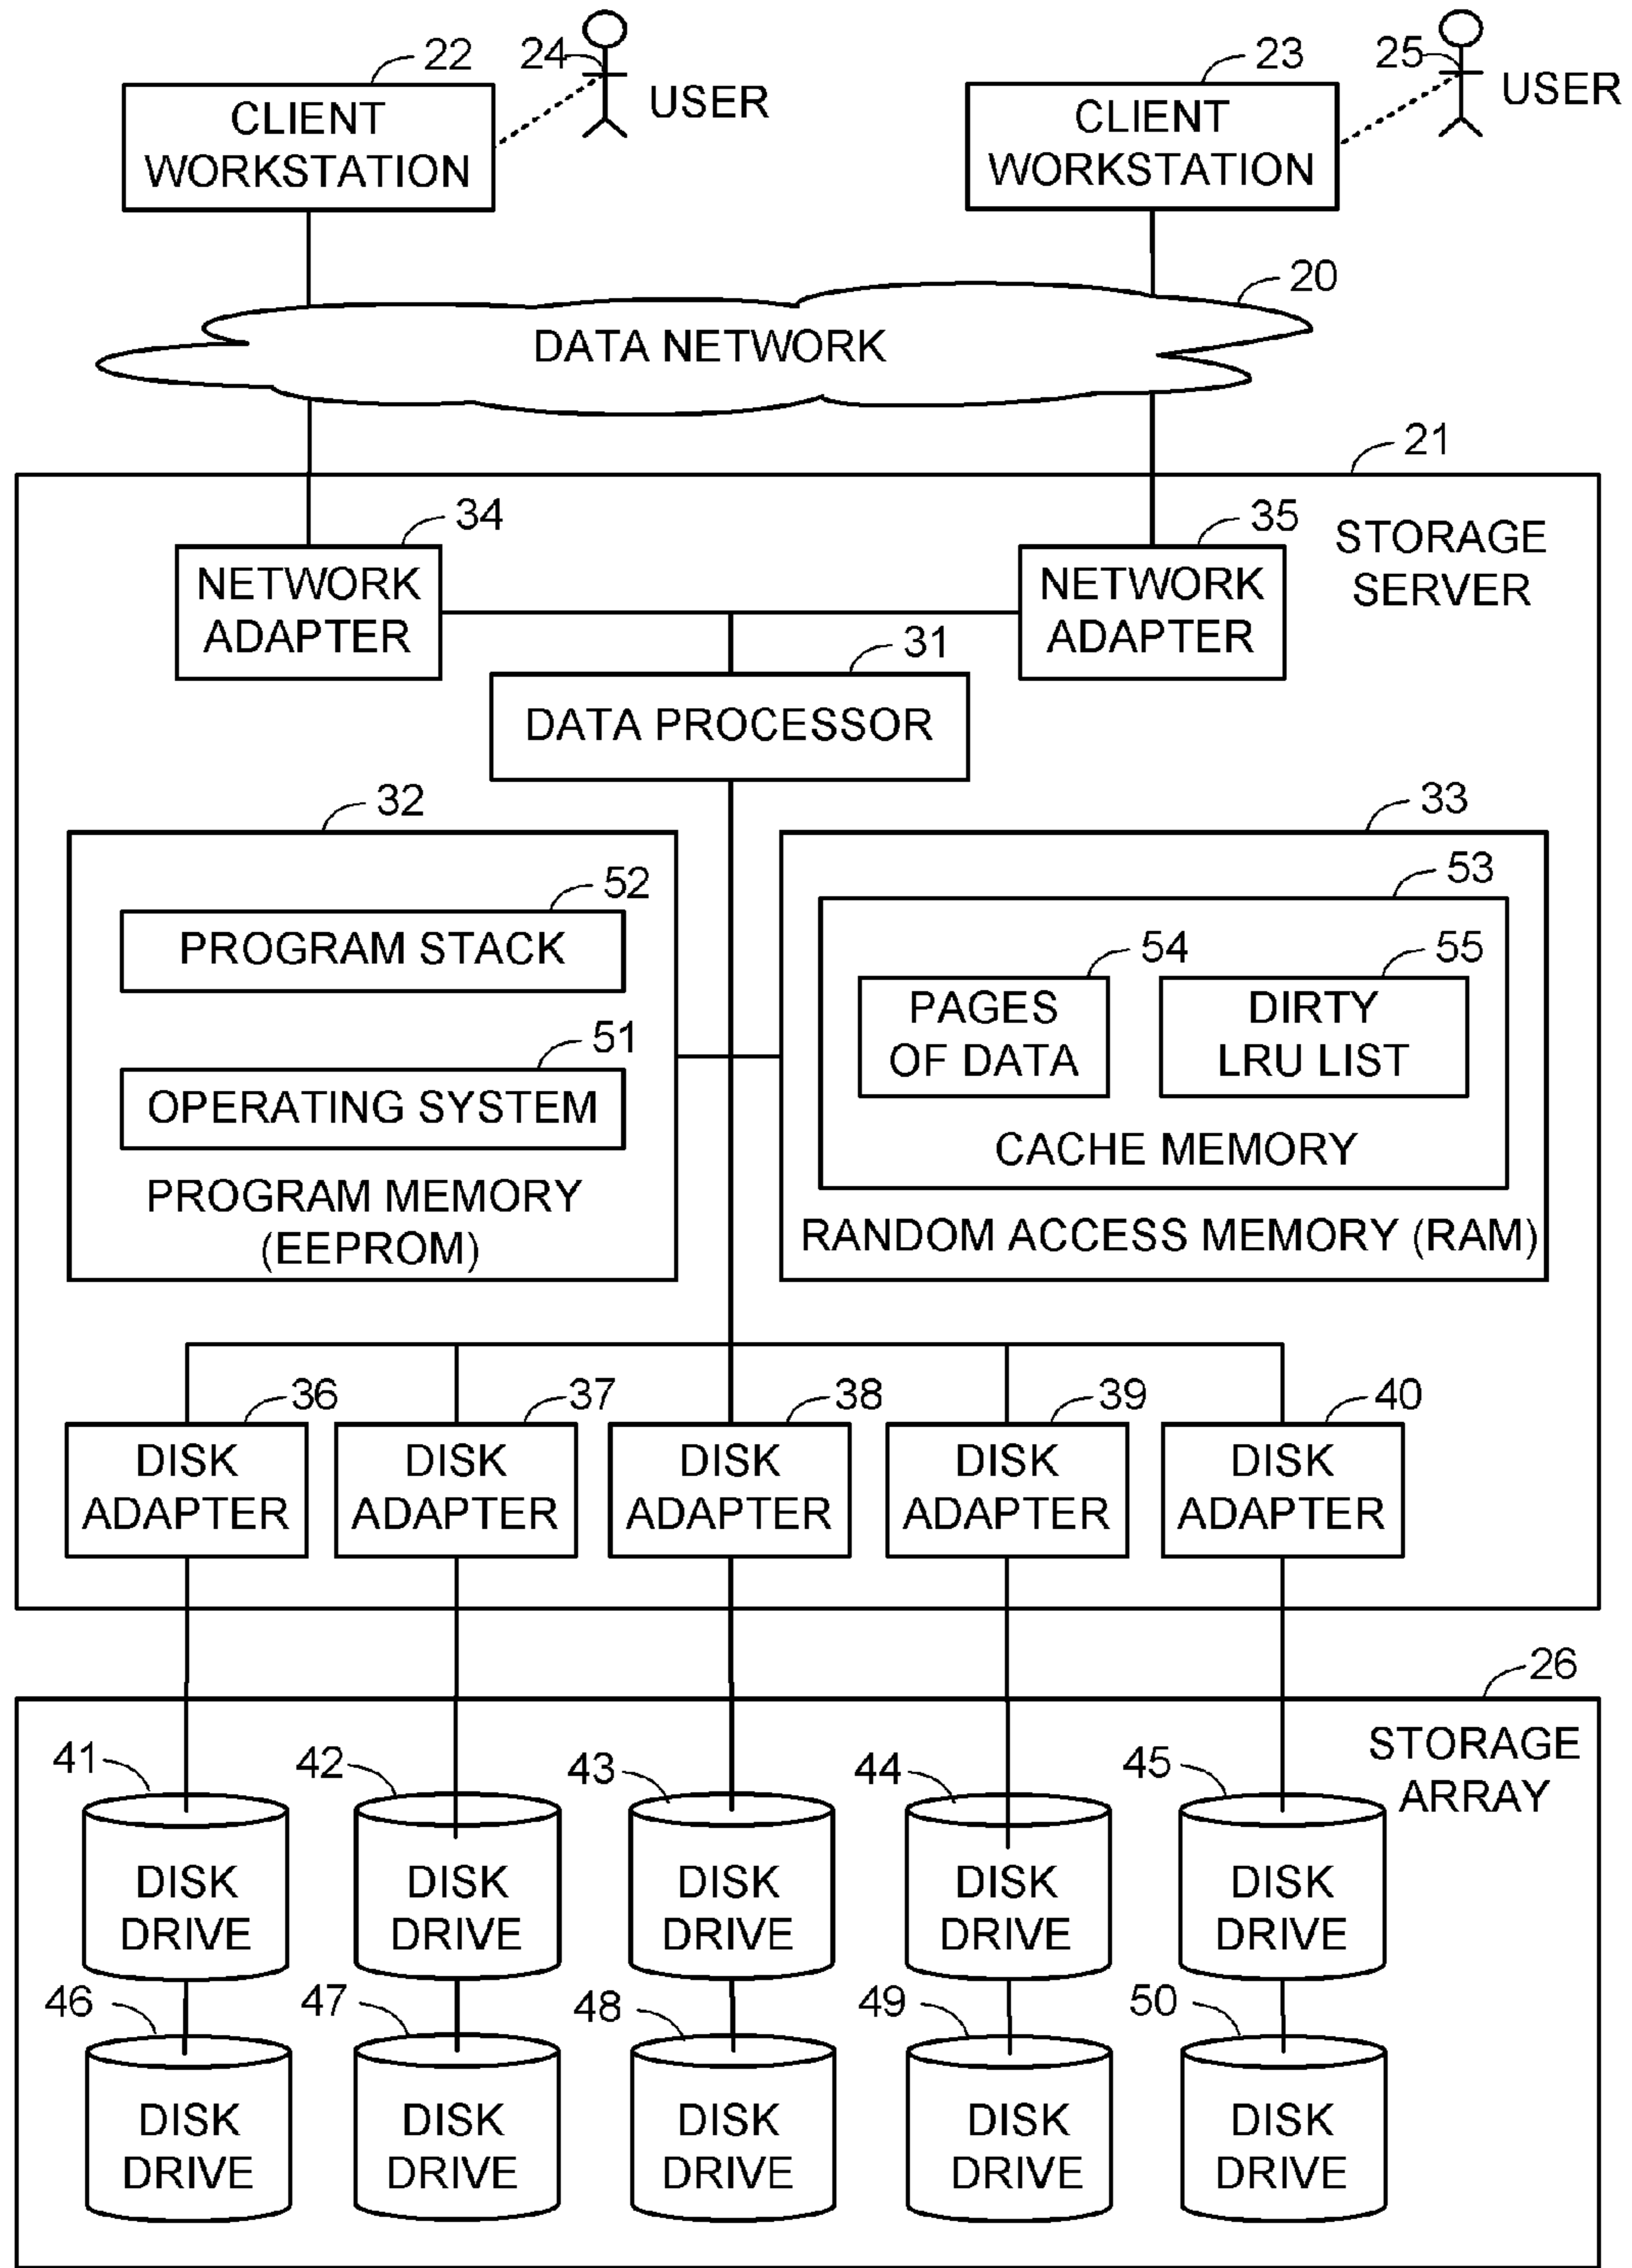 22
24
USER
23
25
USER
CLIENT
WORKSTATION
CLIENT
WORKSTATION
20
DATA NETWORK
21
STORAGE
SERVER
34
NETWORK
ADAPTER
35
NETWORK
ADAPTER
31
DATA PROCESSOR
32
52
PROGRAM STACK
51
OPERATING SYSTEM
PROGRAM MEMORY
(EEPROM)
33
53
54
PAGES
OF DATA
55
DIRTY
LRU LIST
CACHE MEMORY
RANDOM ACCESS MEMORY (RAM)
36
DISK
ADAPTER
37
DISK
ADAPTER
38
DISK
ADAPTER
39
DISK
ADAPTER
40
DISK
ADAPTER
26
STORAGE
ARRAY
41
DISK
DRIVE
42
DISK
DRIVE
43
DISK
DRIVE
44
DISK
DRIVE
45
DISK
DRIVE
46
DISK
DRIVE
47
DISK
DRIVE
48
DISK
DRIVE
49
DISK
DRIVE
50
DISK
DRIVE